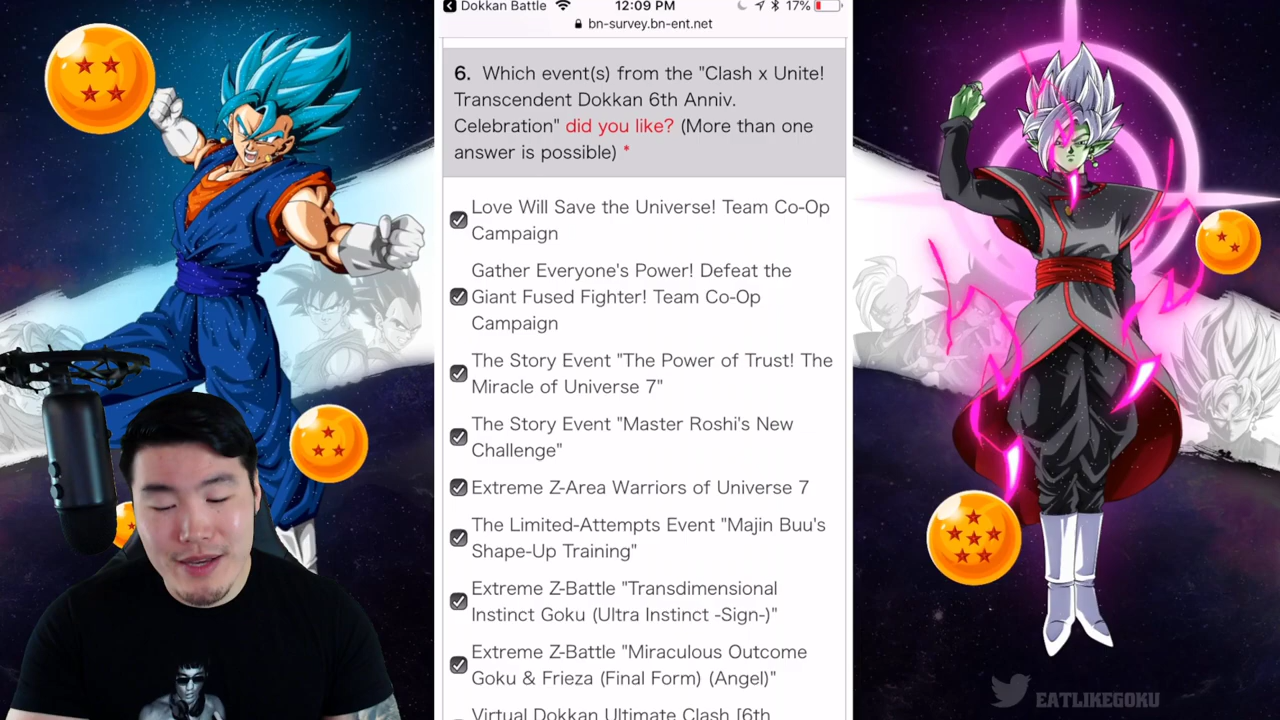 Dokkan Battle 12:09 PM 17%
bn-survey.bn-ent.net
6. Which event(s) from the "Clash x Unite!
Transcendent Dokkan 6th Anniv.
Celebration" did you like? (More than one
answer is possible) *
Love Will Save the Universe! Team Co-Op
Campaign
Gather Everyone's Power! Defeat the
Giant Fused Fighter! Team Co-Op
Campaign
The Story Event "The Power of Trust! The
Miracle of Universe 7"
The Story Event "Master Roshi's New
Challenge"
Extreme Z-Area Warriors of Universe 7
The Limited-Attempts Event "Majin Buu's
Shape-Up Training"
Extreme Z-Battle "Transdimensional
Instinct Goku (Ultra Instinct -Sign-)"
Extreme Z-Battle "Miraculous Outcome
Goku & Frieza (Final Form) (Angel)"
Virtual Dokkan Ultimate Clash [6th
EATLIKEGOKU